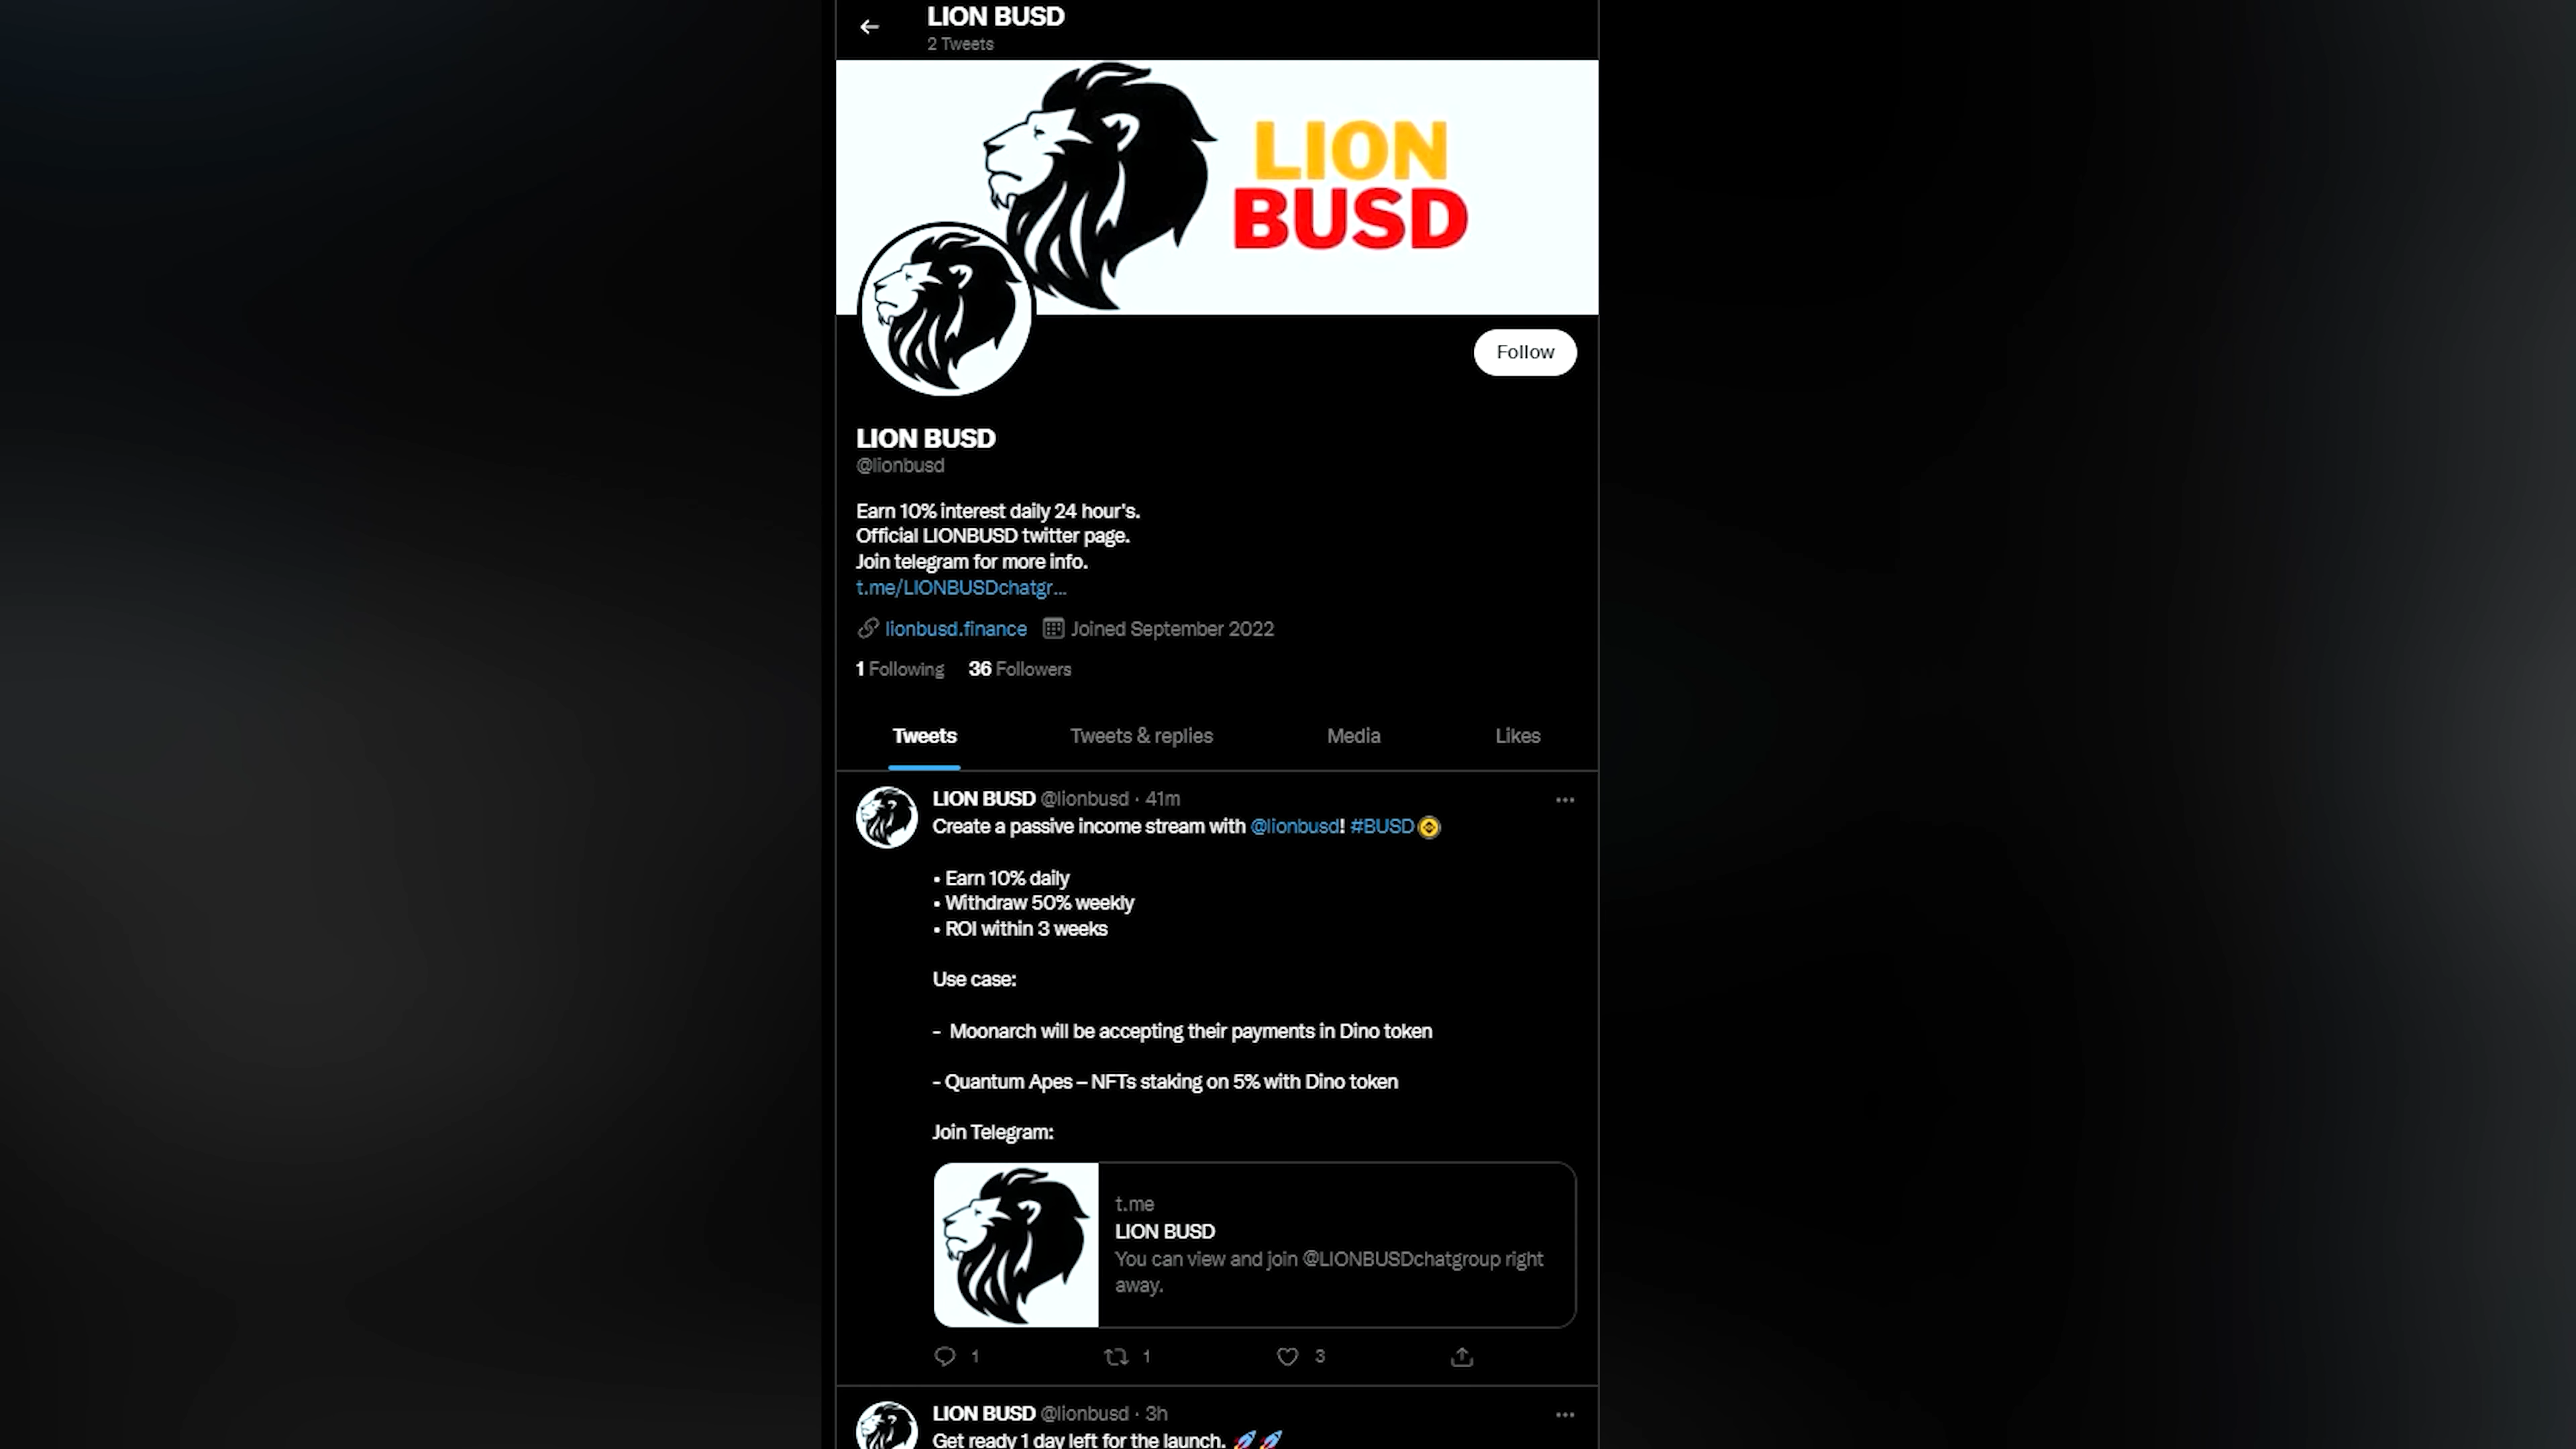 LION BUSD
2 Tweets
LION
BUSD
Follow
LION BUSD
@lionbusd
Earn 10% interest daily 24 hour's.
Official LIONBUSD twitter page.
Join telegram for more info.
t.me/LIONBUSDchatgr...
lionbusd.finance Joined September 2022
1 Following 36 Followers
Tweets Tweets & replies Media Likes
LION BUSD @lionbusd · 41m
Create a passive income stream with @lionbusd! #BUSD
• Earn 10% daily
• Withdraw 50% weekly
• ROI within 3 weeks
Use case:
- Moonarch will be accepting their payments in Dino token
- Quantum Apes – NFTs staking on 5% with Dino token
Join Telegram:
t.me
LION BUSD
You can view and join @LIONBUSDchatgroup right
away.
1 1 3
LION BUSD @lionbusd · 3h
Get ready 1 day left for the launch.